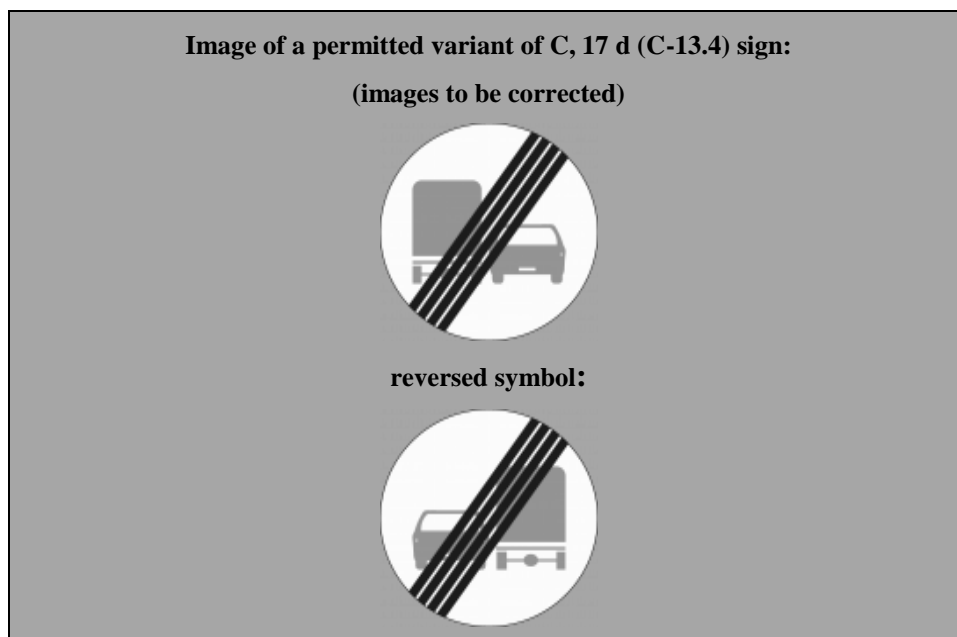 Image of a permitted variant of C, 17 d (C-13.4) sign:
(images to be corrected)
reversed symbol: